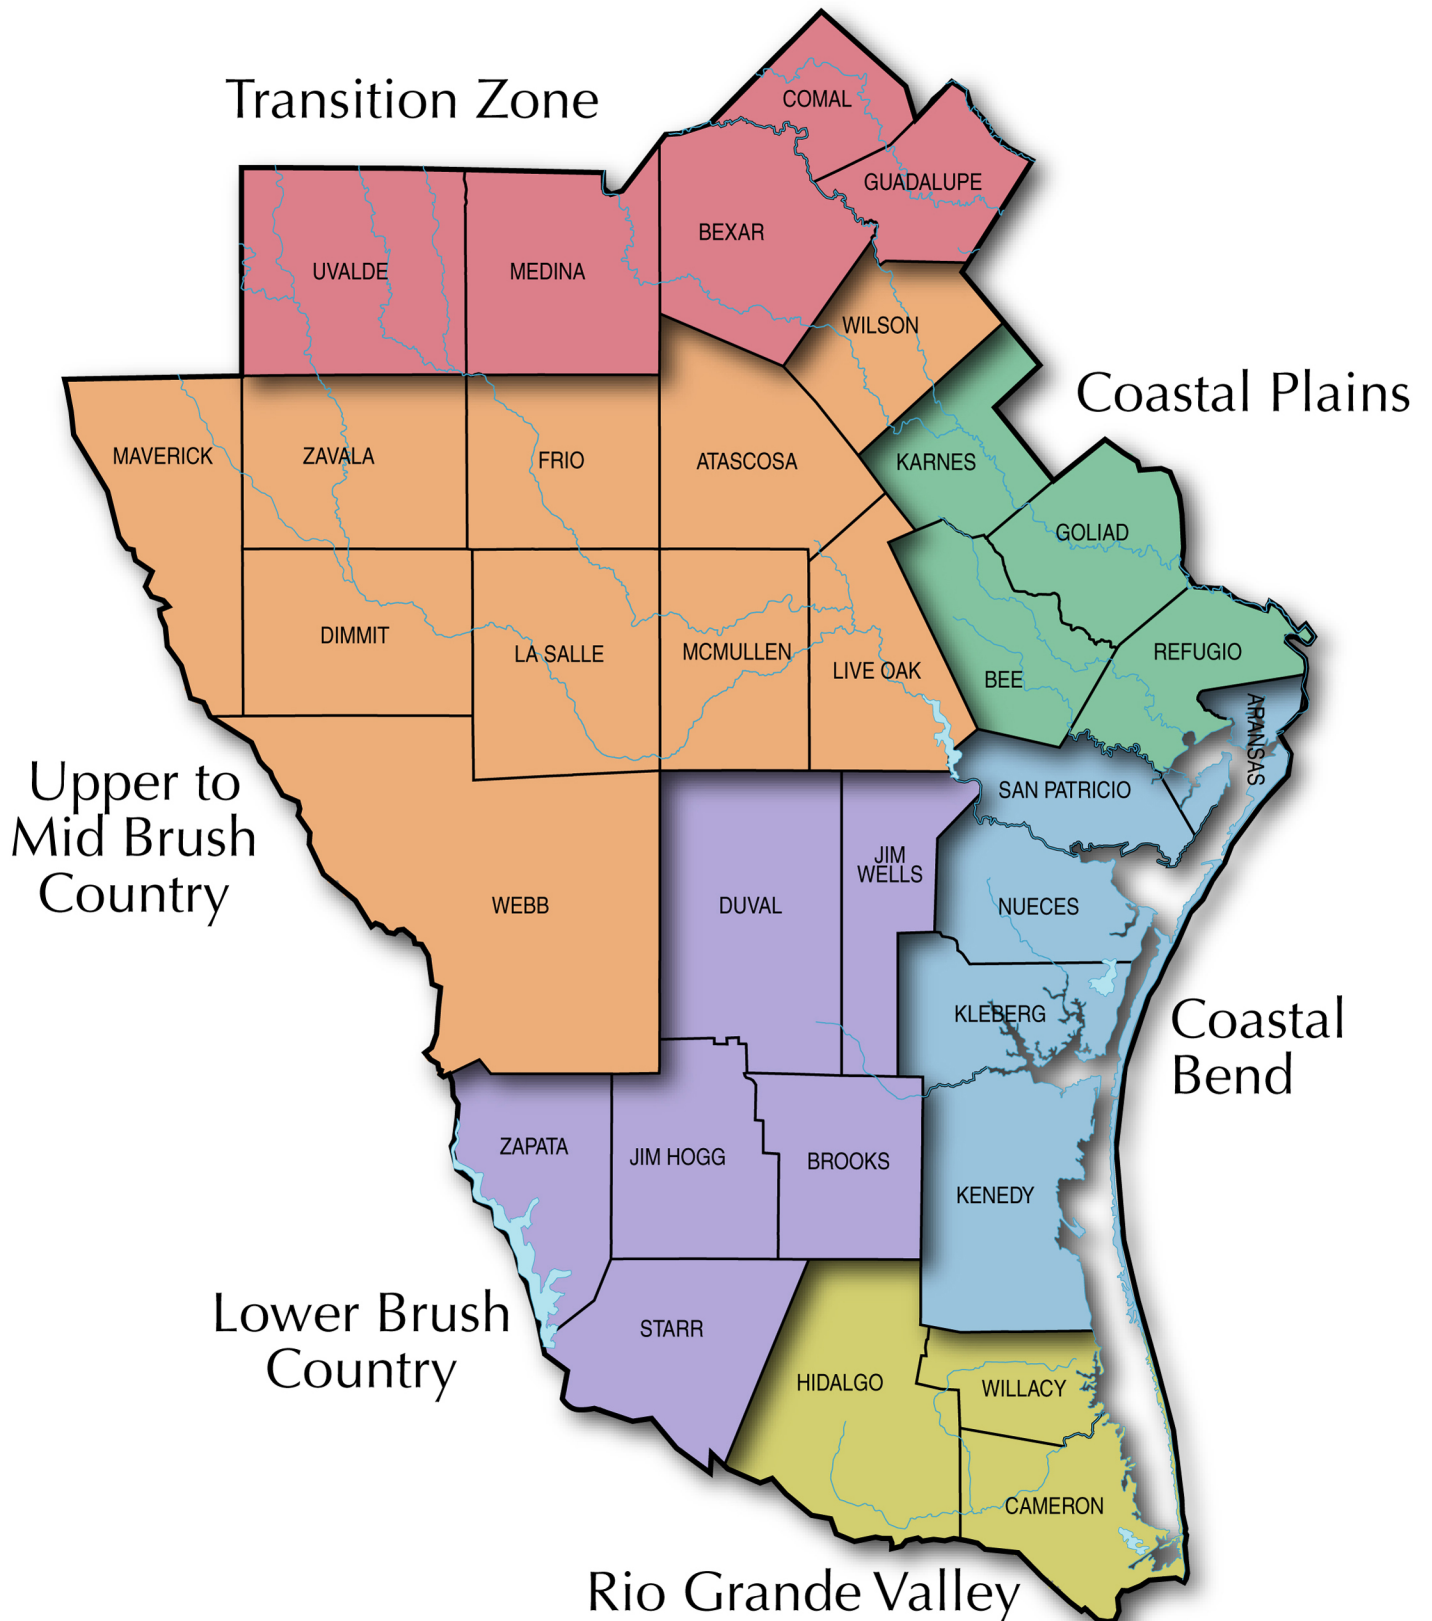 Transition Zone
COMAL
GUADALUPE
BEXAR
UVALDE
MEDINA
WILSON
Coastal Plains
MAVERICK
ZAVALA
FRIO
ATASCOSA
KARNES
GOLIAD
DIMMIT
LA SALLE
MCMULLEN
LIVE OAK
BEE
REFUGIO
ARANSAS
Upper to
Mid Brush
Country
SAN PATRICIO
WEBB
DUVAL
JIM
WELLS
NUECES
KLEBERG
Coastal
Bend
ZAPATA
JIM HOGG
BROOKS
KENEDY
Lower Brush
Country
STARR
HIDALGO
WILLACY
CAMERON
Rio Grande Valley